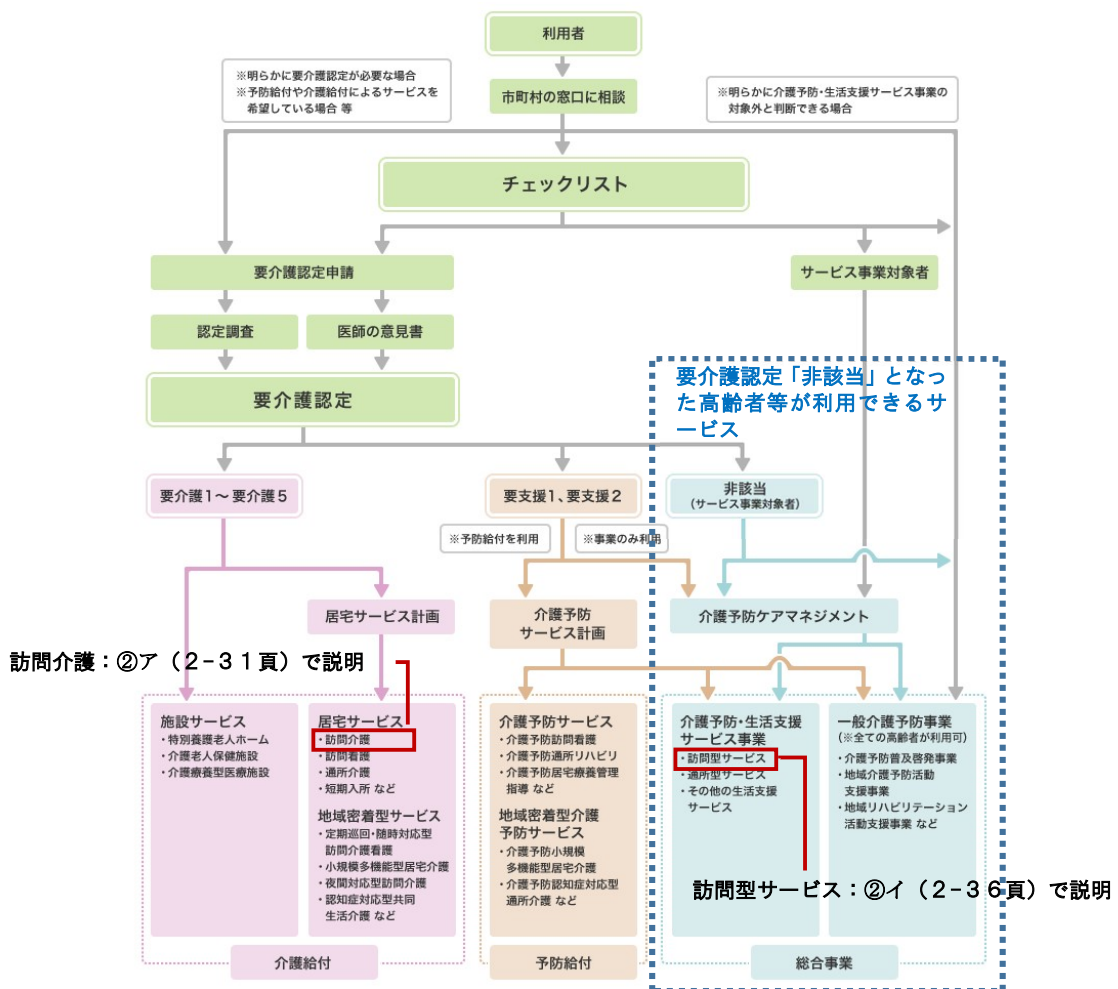 利用者
※明らかに要介護認定が必要な場合
※予防給付や介護給付によるサービスを
希望している場合 等
市町村の窓口に相談
※明らかに介護予防・生活支援サービス事業の
対象外と判断できる場合
チェックリスト
要介護認定申請
サービス事業対象者
認定調査
医師の意見書
要介護認定
要介護認定「非該当」となっ
た高齢者等が利用できるサ
ービス
要介護1〜要介護5
要支援1、要支援2
非該当
(サービス事業対象者)
※予防給付を利用
※事業のみ利用
居宅サービス計画
介護予防
サービス計画
介護予防ケアマネジメント
訪問介護:②ア(2-31頁)で説明
施設サービス
・特別養護老人ホーム
・介護老人保健施設
・介護療養型医療施設
居宅サービス
・訪問介護
・訪問看護
・通所介護
・短期入所 など
地域密着型サービス
・定期巡回・随時対応型
訪問介護看護
・小規模多機能型居宅介護
・夜間対応型訪問介護
・認知症対応型共同
生活介護 など
介護予防サービス
・介護予防訪問看護
・介護予防通所リハビリ
・介護予防居宅療養管理
指導 など
地域密着型介護
予防サービス
・介護予防小規模
多機能型居宅介護
・介護予防認知症対応型
通所介護 など
介護予防・生活支援
サービス事業
・訪問型サービス
・通所型サービス
・その他の生活支援
サービス
一般介護予防事業
(※全ての高齢者が利用可)
・介護予防普及啓発事業
・地域介護予防活動
支援事業
・地域リハビリテーション
活動支援事業 など
訪問型サービス:②イ(2-36頁)で説明
介護給付
予防給付
総合事業